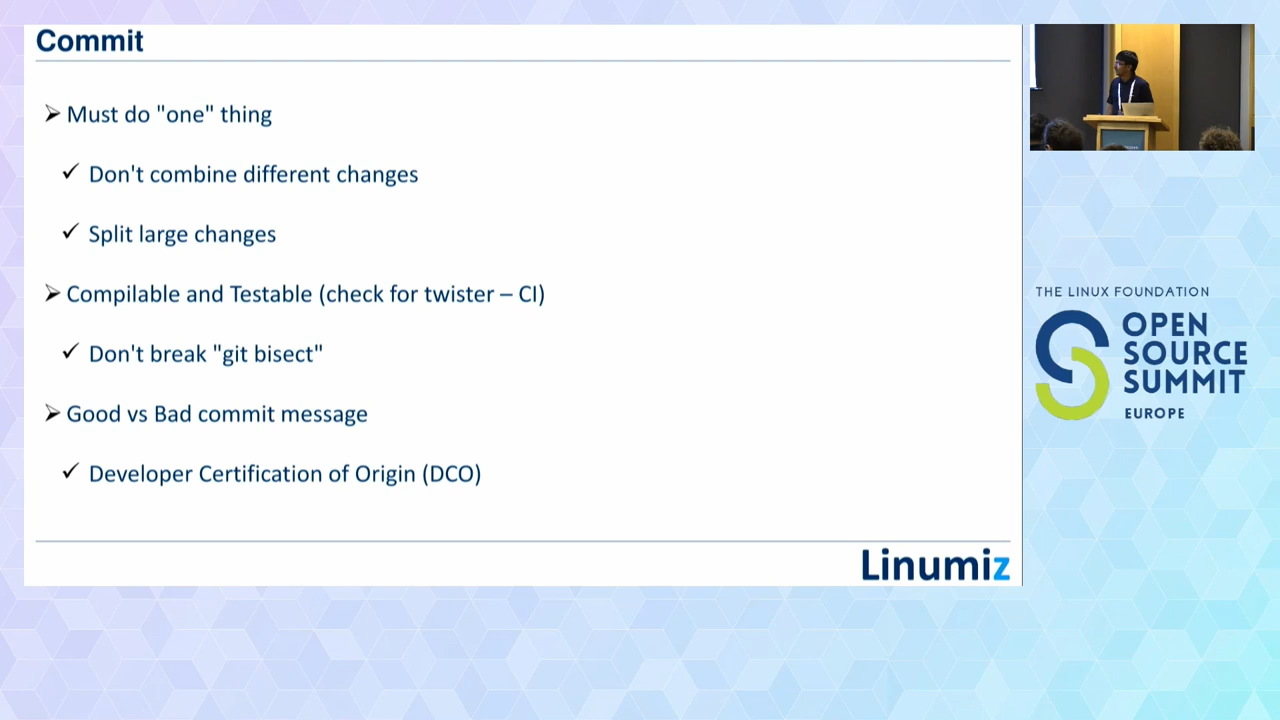 Commit
➢ Must do "one" thing
✓ Don't combine different changes
✓ Split large changes
➢ Compilable and Testable (check for twister – CI)
✓ Don't break "git bisect"
➢ Good vs Bad commit message
✓ Developer Certification of Origin (DCO)
Linumiz
THE LINUX FOUNDATION
OPEN
SOURCE
SUMMIT
EUROPE